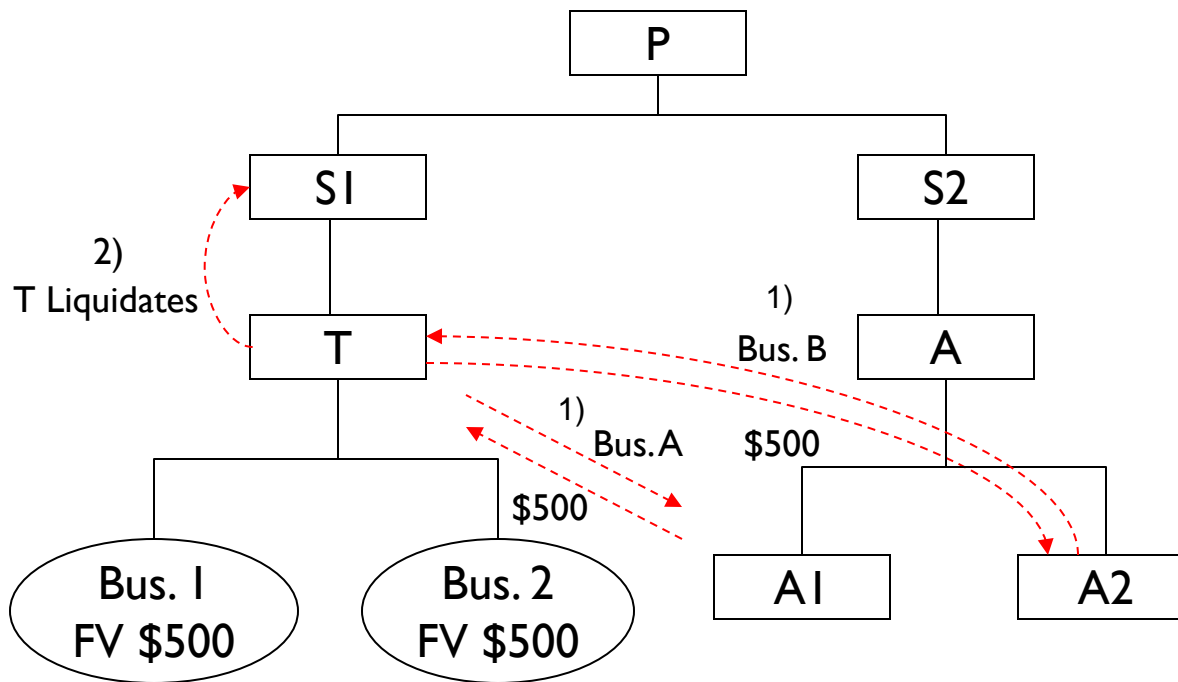 P
S1
S2
2)
T Liquidates
1)
Bus. B
T
A
1)
Bus. A
$500
$500
Bus. 1
FV $500
Bus. 2
FV $500
A1
A2